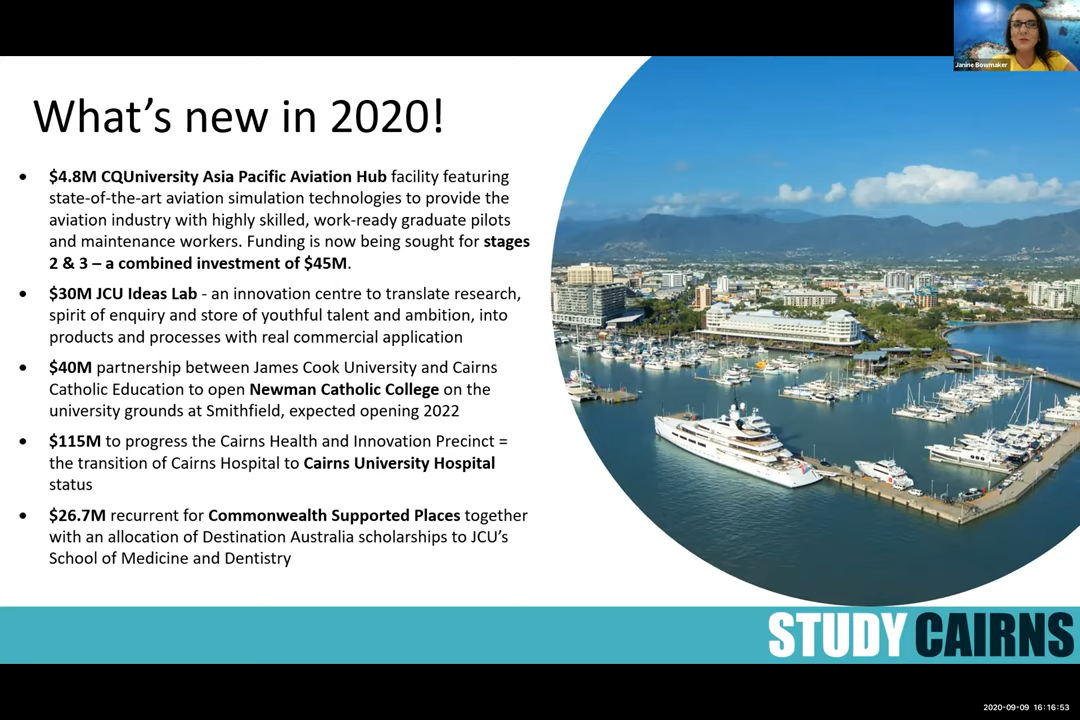 Janine Bowmaker
What's new in 2020!
• $4.8M CQUniversity Asia Pacific Aviation Hub facility featuring
state-of-the-art aviation simulation technologies to provide the
aviation industry with highly skilled, work-ready graduate pilots
and maintenance workers. Funding is now being sought for stages
2 & 3 – a combined investment of $45M.
• $30M JCU Ideas Lab - an innovation centre to translate research,
spirit of enquiry and store of youthful talent and ambition, into
products and processes with real commercial application
• $40M partnership between James Cook University and Cairns
Catholic Education to open Newman Catholic College on the
university grounds at Smithfield, expected opening 2022
• $115M to progress the Cairns Health and Innovation Precinct =
the transition of Cairns Hospital to Cairns University Hospital
status
• $26.7M recurrent for Commonwealth Supported Places together
with an allocation of Destination Australia scholarships to JCU's
School of Medicine and Dentistry
STUDY CAIRNS
2020-09-09 16:16:53